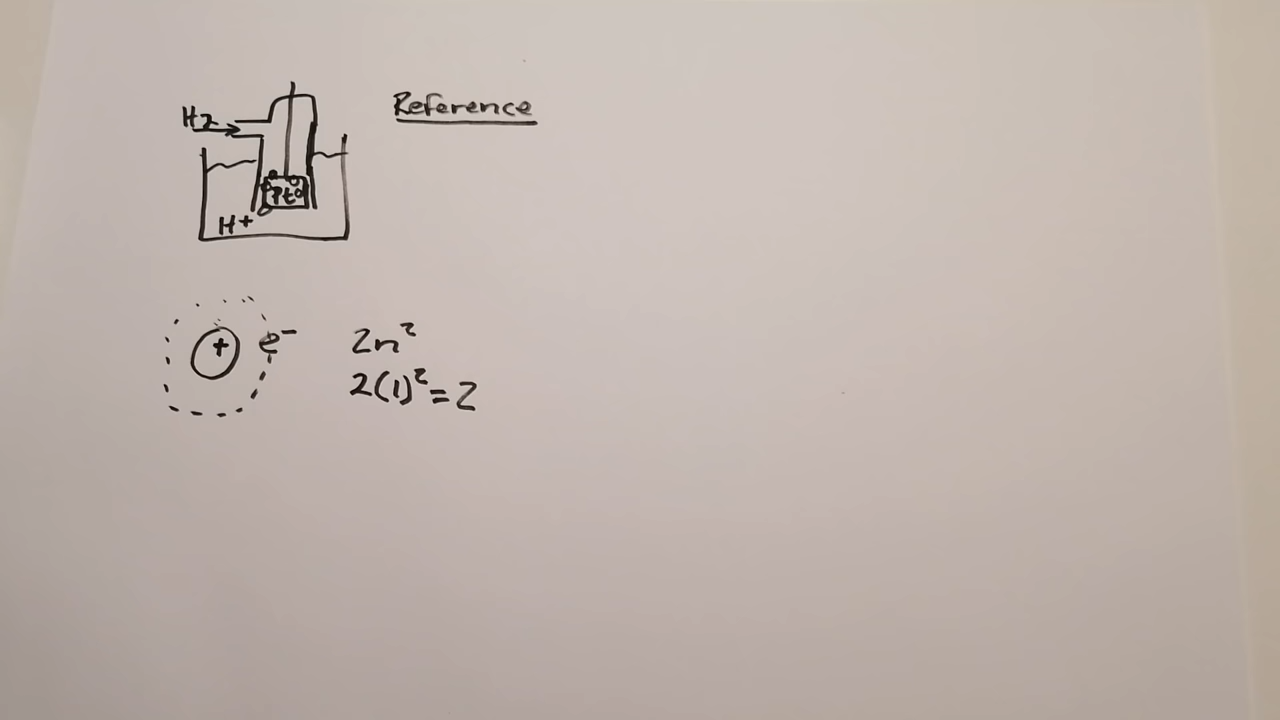 H2
Reference
Pt
H+
+ e⁻ 2n²
2(1)² = 2